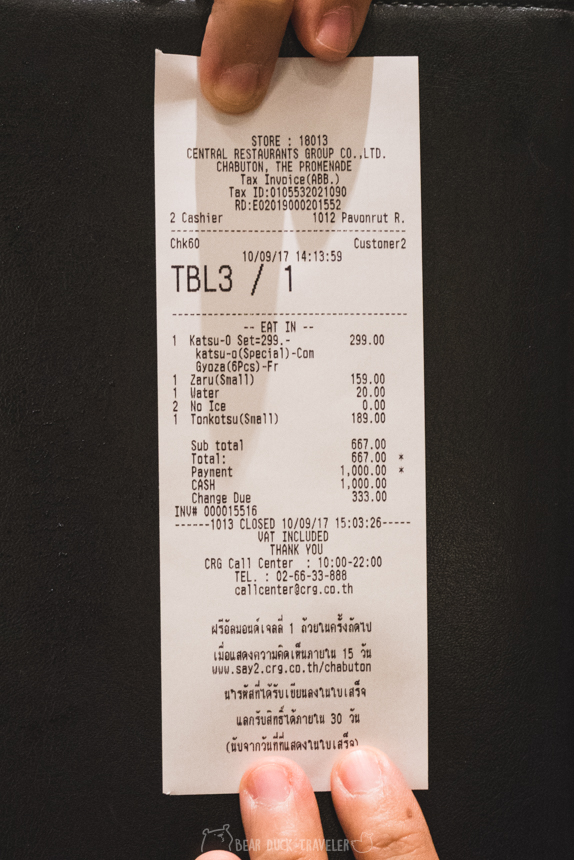 STORE : 18013
CENTRAL RESTAURANTS GROUP CO.,LTD.
CHABUTON, THE PROMENADE
Tax Invoice(ABB.)
Tax ID:0105532021090
RD:E02019000201552
2 Cashier 1012 Pavonrut R.
Chk60 Customer2
10/09/17 14:13:59
TBL3 / 1
-- EAT IN --
1 Katsu-O Set=299.- 299.00
katsu-o(Special)-Com
Gyoza(6Pcs)-Fr
1 Zaru(Small) 159.00
1 Water 20.00
2 No Ice 0.00
1 Tonkotsu(Small) 189.00
Sub total 667.00
Total: 667.00 *
Payment 1,000.00 *
CASH 1,000.00
Change Due 333.00
INV# 000015516
------1013 CLOSED 10/09/17 15:03:26-----
VAT INCLUDED
THANK YOU
CRG Call Center : 10:00-22:00
TEL. : 02-66-33-888
callcenter@crg.co.th
ฟรีอัลมอนด์เจลลี่ 1 ถ้วยในครั้งถัดไป
เมื่อแสดงความคิดเห็นภายใน 15 วัน
www.say2.crg.co.th/chabuton
นำรหัสที่ได้รับเขียนลงในใบเสร็จ
แลกรับสิทธิ์ได้ภายใน 30 วัน
(นับจากวันที่ที่แสดงในใบเสร็จ)
BEAR DUCK TRAVELER